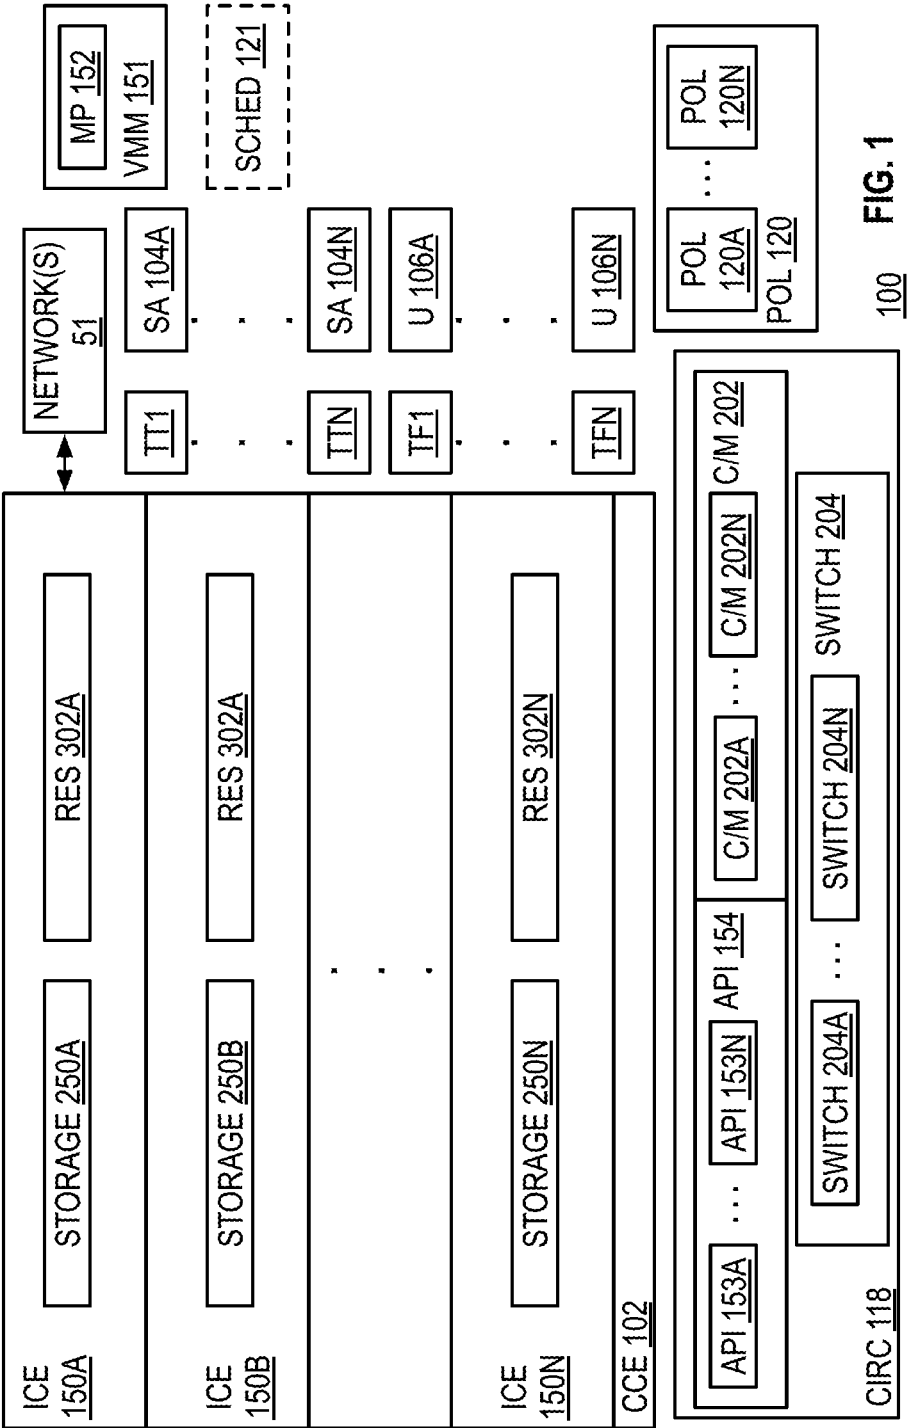 ICE
150A
STORAGE 250A
RES 302A
NETWORK(S)
51
MP 152
VMM 151
ICE
150B
STORAGE 250B
RES 302A
TT1
SA 104A
SCHED 121
. . .
. . .
. . .
TTN
SA 104N
ICE
150N
STORAGE 250N
RES 302N
TF1
U 106A
. . .
. . .
TFN
U 106N
CCE 102
API 153A
. . .
API 153N
API 154
C/M 202A
. . .
C/M 202N
C/M 202
POL
120A
. . .
POL
120N
POL 120
SWITCH 204A
. . .
SWITCH 204N
SWITCH 204
CIRC 118
100
FIG. 1